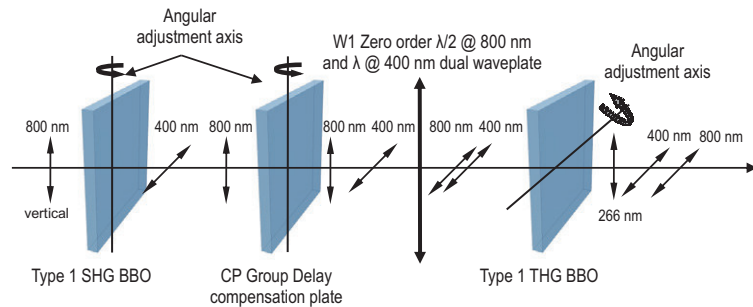 Angular
adjustment axis
W1 Zero order λ/2 @ 800 nm
and λ @ 400 nm dual waveplate
Angular
adjustment axis
800 nm
400 nm
800 nm
800 nm
400 nm
800 nm
400 nm
400 nm
800 nm
vertical
266 nm
Type 1 SHG BBO
CP Group Delay
compensation plate
Type 1 THG BBO